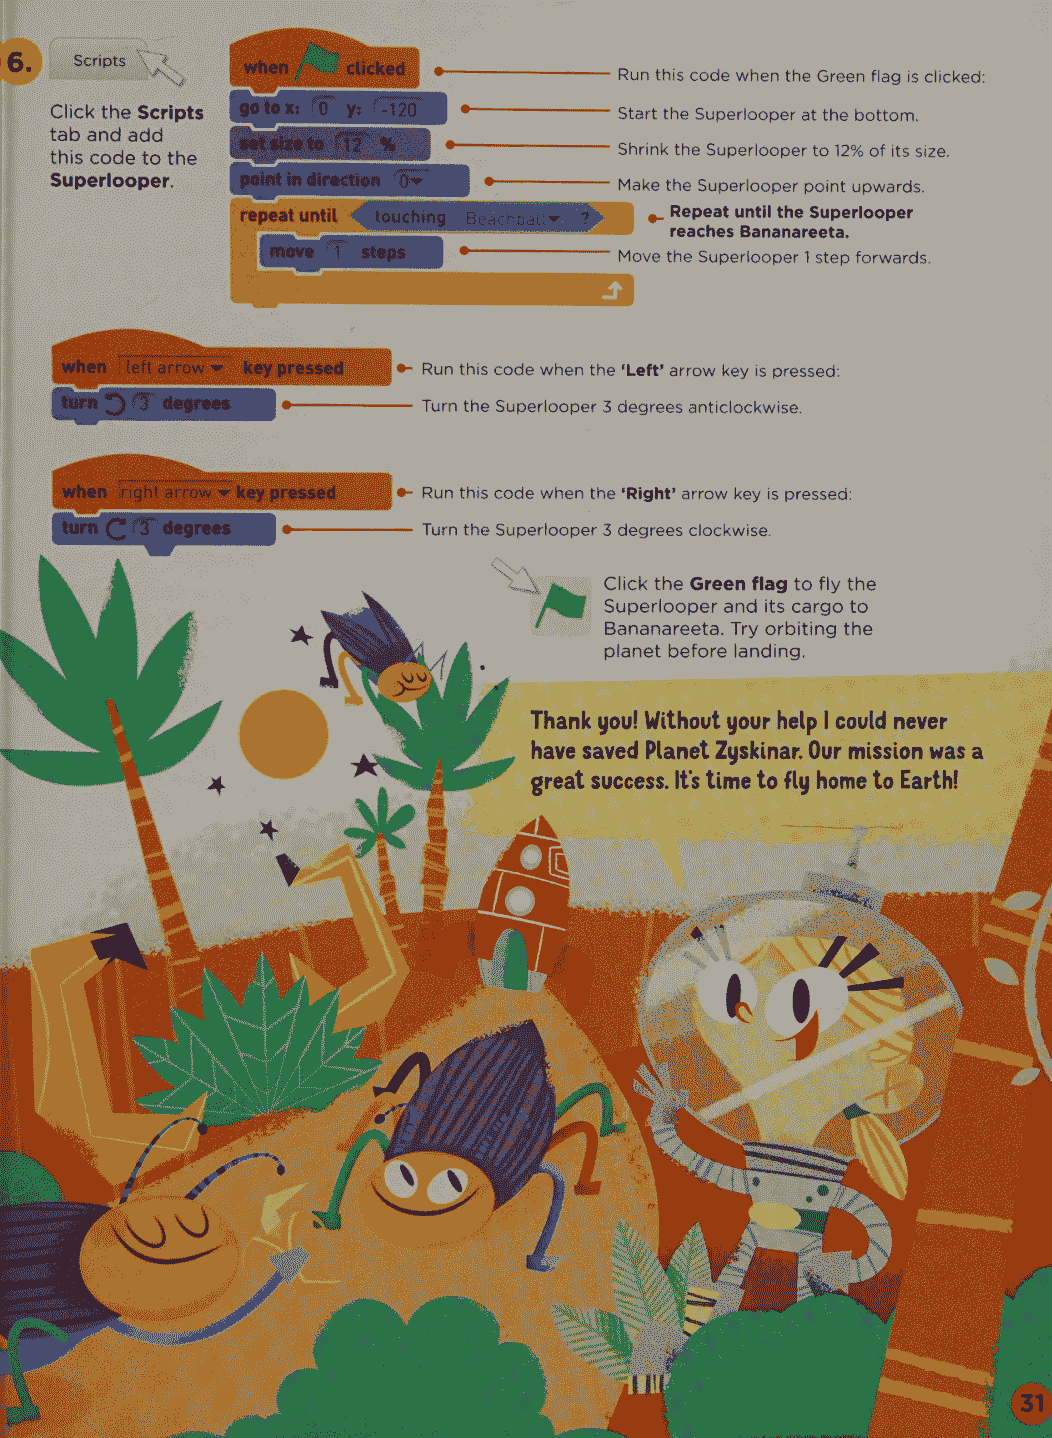 6.
Scripts
Click the Scripts
tab and add
this code to the
Superlooper.
when clicked
Run this code when the Green flag is clicked:
go to x: 0 y: -120
Start the Superlooper at the bottom.
set size to 12 %
Shrink the Superlooper to 12% of its size.
point in direction 0
Make the Superlooper point upwards.
repeat until touching Beachball ?
Repeat until the Superlooper
reaches Bananareeta.
move 1 steps
Move the Superlooper 1 step forwards.
when left arrow key pressed
Run this code when the ‘Left’ arrow key is pressed:
turn 3 degrees
Turn the Superlooper 3 degrees anticlockwise.
when right arrow key pressed
Run this code when the ‘Right’ arrow key is pressed:
turn 3 degrees
Turn the Superlooper 3 degrees clockwise.
Click the Green flag to fly the
Superlooper and its cargo to
Bananareeta. Try orbiting the
planet before landing.
Thank you! Without your help I could never
have saved Planet Zyskinar. Our mission was a
great success. It's time to fly home to Earth!
31